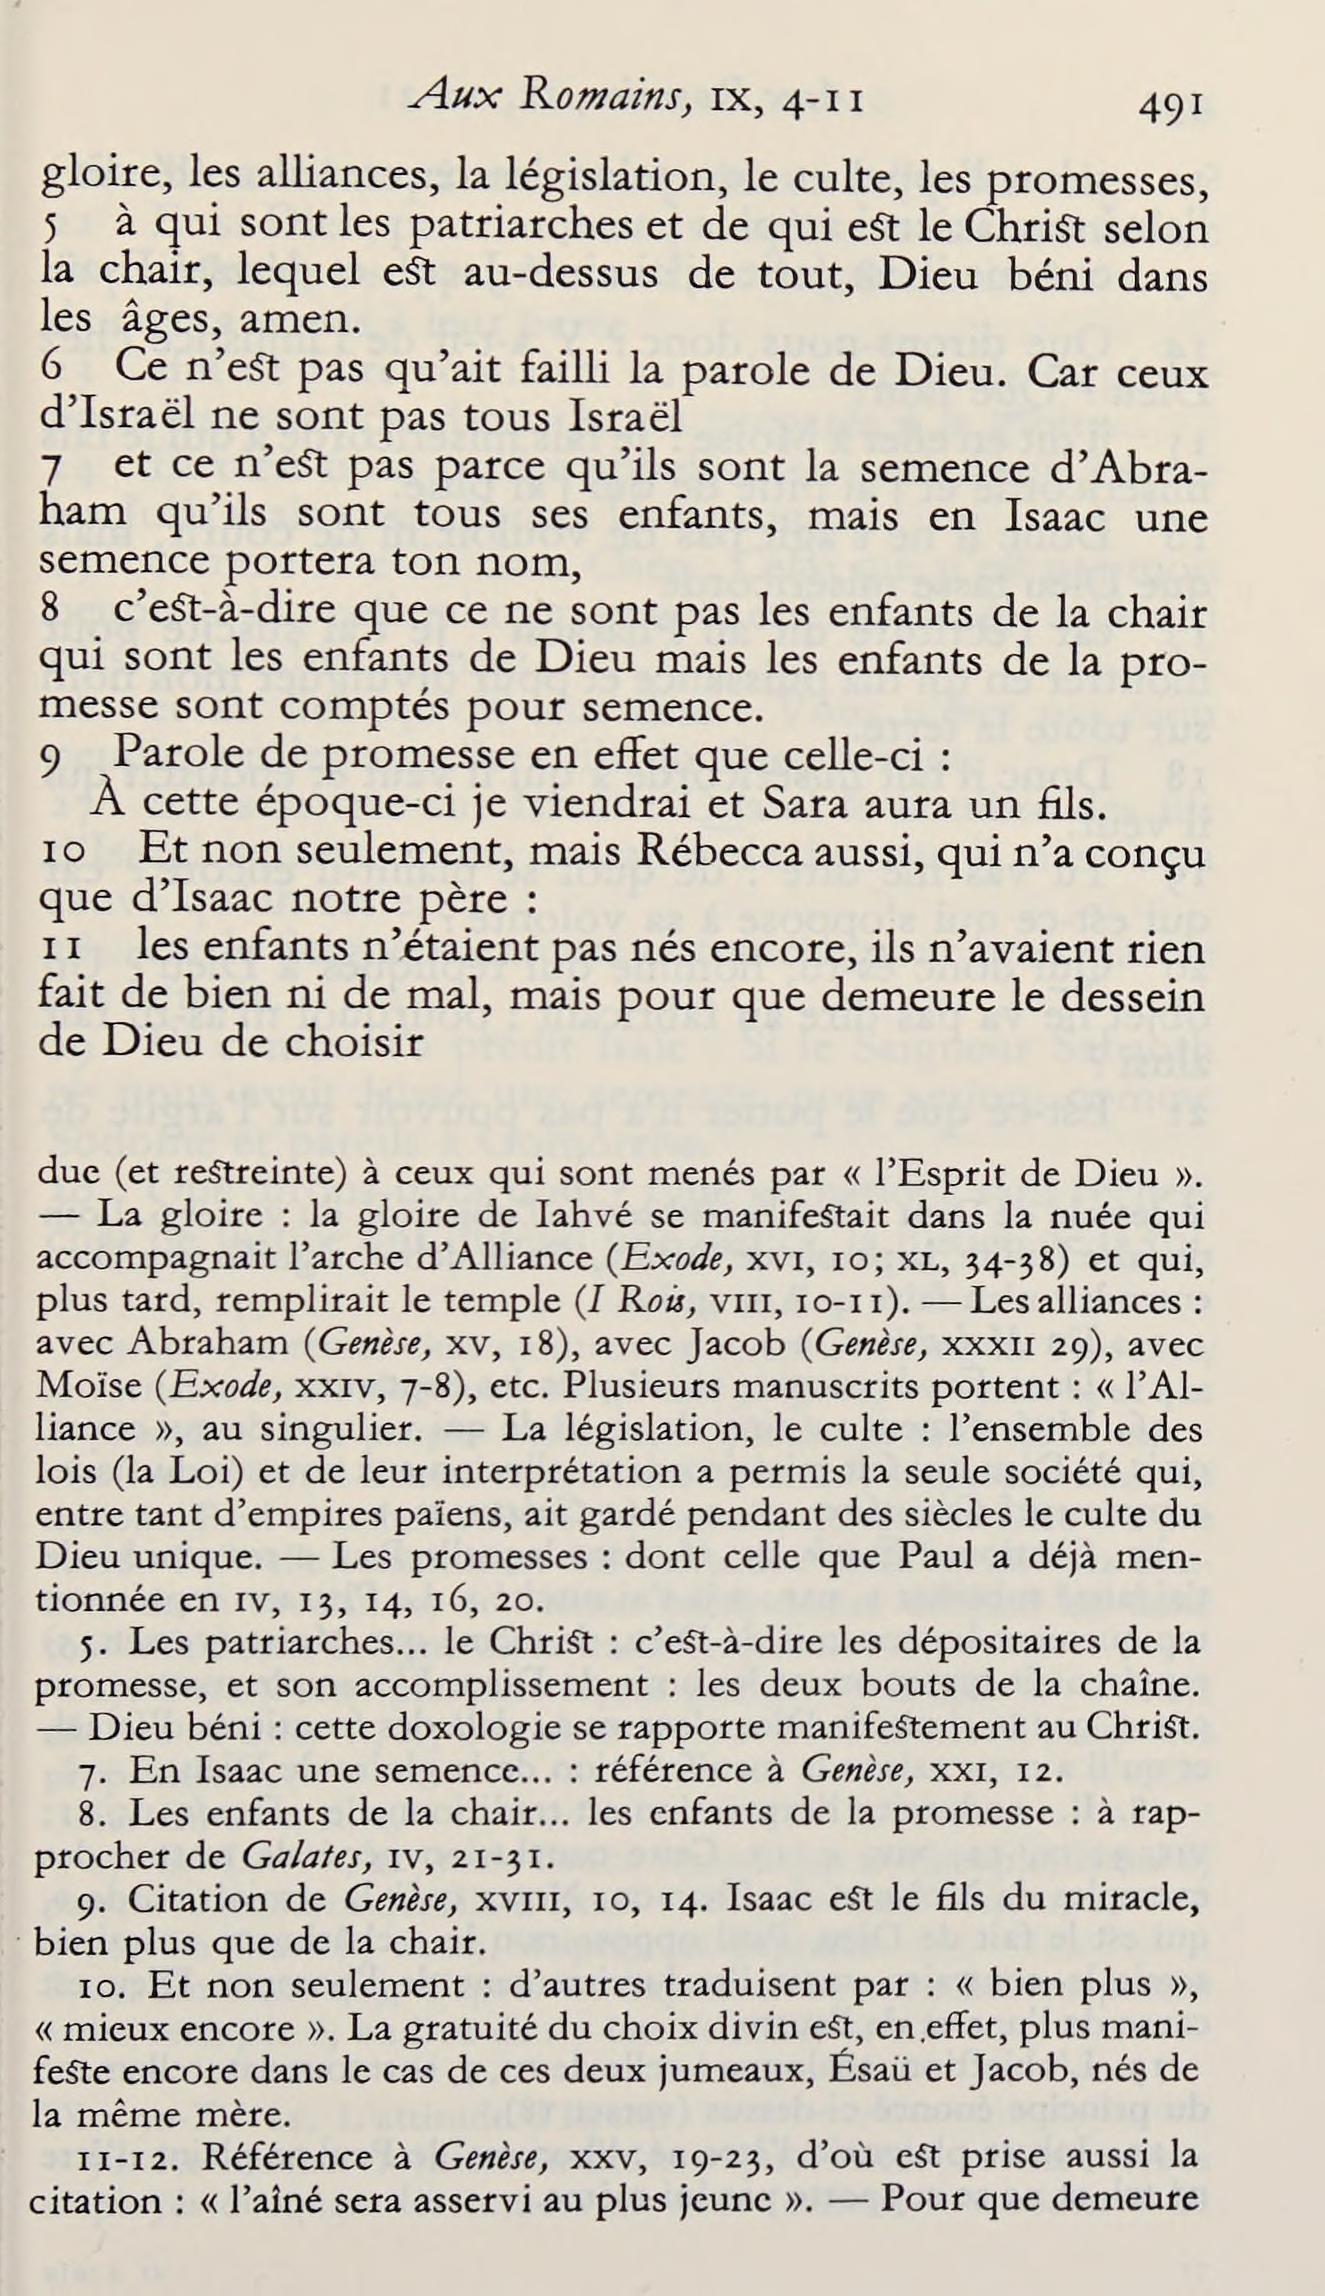 Aux Romains, IX, 4-11 491
gloire, les alliances, la législation, le culte, les promesses,
5 à qui sont les patriarches et de qui est le Christ selon
la chair, lequel est au-dessus de tout, Dieu béni dans
les âges, amen.
6 Ce n'est pas qu'ait failli la parole de Dieu. Car ceux
d'Israël ne sont pas tous Israël
7 et ce n'est pas parce qu'ils sont la semence d'Abra-
ham qu'ils sont tous ses enfants, mais en Isaac une
semence portera ton nom,
8 c'est-à-dire que ce ne sont pas les enfants de la chair
qui sont les enfants de Dieu mais les enfants de la pro-
messe sont comptés pour semence.
9 Parole de promesse en effet que celle-ci :
À cette époque-ci je viendrai et Sara aura un fils.
10 Et non seulement, mais Rébecca aussi, qui n'a conçu
que d'Isaac notre père :
11 les enfants n'étaient pas nés encore, ils n'avaient rien
fait de bien ni de mal, mais pour que demeure le dessein
de Dieu de choisir
due (et restreinte) à ceux qui sont menés par « l'Esprit de Dieu ».
— La gloire : la gloire de Iahvé se manifestait dans la nuée qui
accompagnait l'arche d'Alliance (Exode, XVI, 10; XL, 34-38) et qui,
plus tard, remplirait le temple (I Rois, VIII, 10-11). — Les alliances :
avec Abraham (Genèse, XV, 18), avec Jacob (Genèse, XXXII 29), avec
Moïse (Exode, XXIV, 7-8), etc. Plusieurs manuscrits portent : « l'Al-
liance », au singulier. — La législation, le culte : l'ensemble des
lois (la Loi) et de leur interprétation a permis la seule société qui,
entre tant d'empires païens, ait gardé pendant des siècles le culte du
Dieu unique. — Les promesses : dont celle que Paul a déjà men-
tionnée en IV, 13, 14, 16, 20.
5. Les patriarches... le Christ : c'est-à-dire les dépositaires de la
promesse, et son accomplissement : les deux bouts de la chaîne.
— Dieu béni : cette doxologie se rapporte manifestement au Christ.
7. En Isaac une semence... : référence à Genèse, XXI, 12.
8. Les enfants de la chair... les enfants de la promesse : à rap-
procher de Galates, IV, 21-31.
9. Citation de Genèse, XVIII, 10, 14. Isaac est le fils du miracle,
bien plus que de la chair.
10. Et non seulement : d'autres traduisent par : « bien plus »,
« mieux encore ». La gratuité du choix divin est, en effet, plus mani-
feste encore dans le cas de ces deux jumeaux, Ésaü et Jacob, nés de
la même mère.
11-12. Référence à Genèse, XXV, 19-23, d'où est prise aussi la
citation : « l'aîné sera asservi au plus jeune ». — Pour que demeure